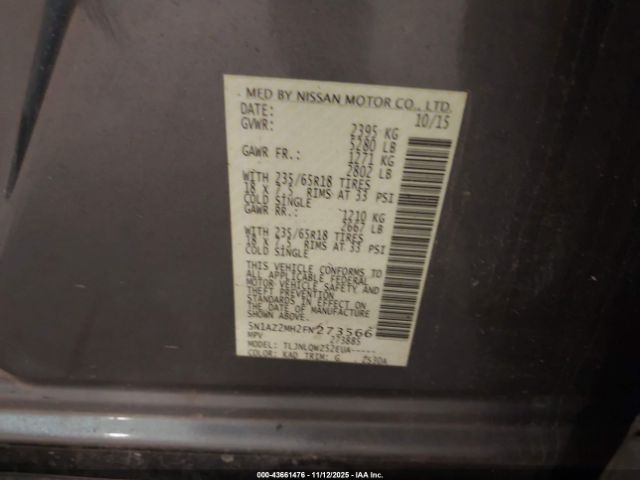 MFD BY NISSAN MOTOR CO., LTD.
DATE: 10/15
GVWR: 2395 KG
5280 LB
GAWR FR.: 1271 KG
2802 LB
WITH 235/65R18 TIRES
18 X 7.5 RIMS AT 33 PSI
COLD SINGLE
GAWR RR.: 1210 KG
2667 LB
WITH 235/65R18 TIRES
18 X 7.5 RIMS AT 33 PSI
COLD SINGLE
THIS VEHICLE CONFORMS TO
ALL APPLICABLE FEDERAL
MOTOR VEHICLE SAFETY AND
STANDARDS IN EFFECT ON
THE DATE OF MANUFACTURE
SHOWN ABOVE.
5N1AZ2MH2FN273566
MPV 273885
MODEL: TLJNLQWZ52EUA-----
COLOR: KAD TRIM: G
000-43661476 - 11/12/2025 - IAA Inc.